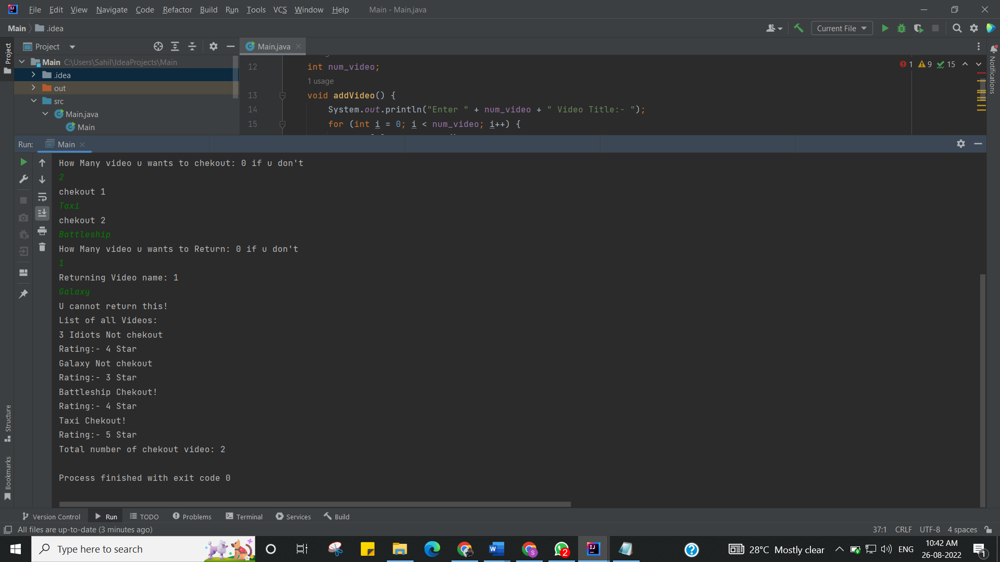 File Edit View Navigate Code Refactor Build Run Tools VCS Window Help Main - Main.java
Main .idea Current File
Project Main.java
Main C:\Users\Sahil\IdeaProjects\Main
.idea
out
src
Main.java
Main
12 int num_video;
1 usage
13 void addVideo() {
14 System.out.println("Enter " + num_video + " Video Title:- ");
15 for (int i = 0; i < num_video; i++) {
1 9 15
Project
Notifications
Run: Main
How Many video u wants to chekout: 0 if u don't
2
chekout 1
Taxi
chekout 2
Battleship
How Many video u wants to Return: 0 if u don't
1
Returning Video name: 1
Galaxy
U cannot return this!
List of all Videos:
3 Idiots Not chekout
Rating:- 4 Star
Galaxy Not chekout
Rating:- 3 Star
Battleship Chekout!
Rating:- 4 Star
Taxi Chekout!
Rating:- 5 Star
Total number of chekout video: 2
Process finished with exit code 0
Structure
Bookmarks
Version Control Run TODO Problems Terminal Services Build
All files are up-to-date (3 minutes ago) 37:1 CRLF UTF-8 4 spaces
Type here to search 2 28°C Mostly clear ENG
10:42 AM
26-08-2022
1